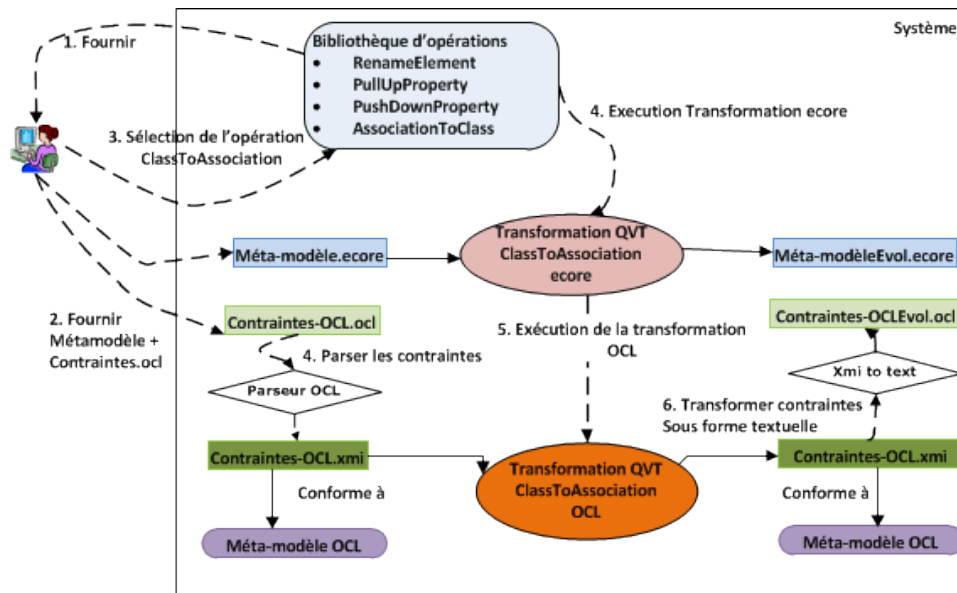 Système
1. Fournir
Bibliothèque d'opérations
• RenameElement
• PullUpProperty
• PushDownProperty
• AssociationToClass
4. Execution Transformation ecore
3. Sélection de l'opération
ClassToAssociation
Méta-modèle.ecore
Transformation QVT
ClassToAssociation
ecore
Méta-modèleEvol.ecore
2. Fournir
Métamodèle +
Contraintes.ocl
Contraintes-OCL.ocl
5. Exécution de la transformation
OCL
Contraintes-OCLEvol.ocl
4. Parser les contraintes
Parseur OCL
Xmi to text
6. Transformer contraintes
Sous forme textuelle
Contraintes-OCL.xmi
Transformation QVT
ClassToAssociation
OCL
Contraintes-OCL.xmi
Conforme à
Conforme à
Méta-modèle OCL
Méta-modèle OCL